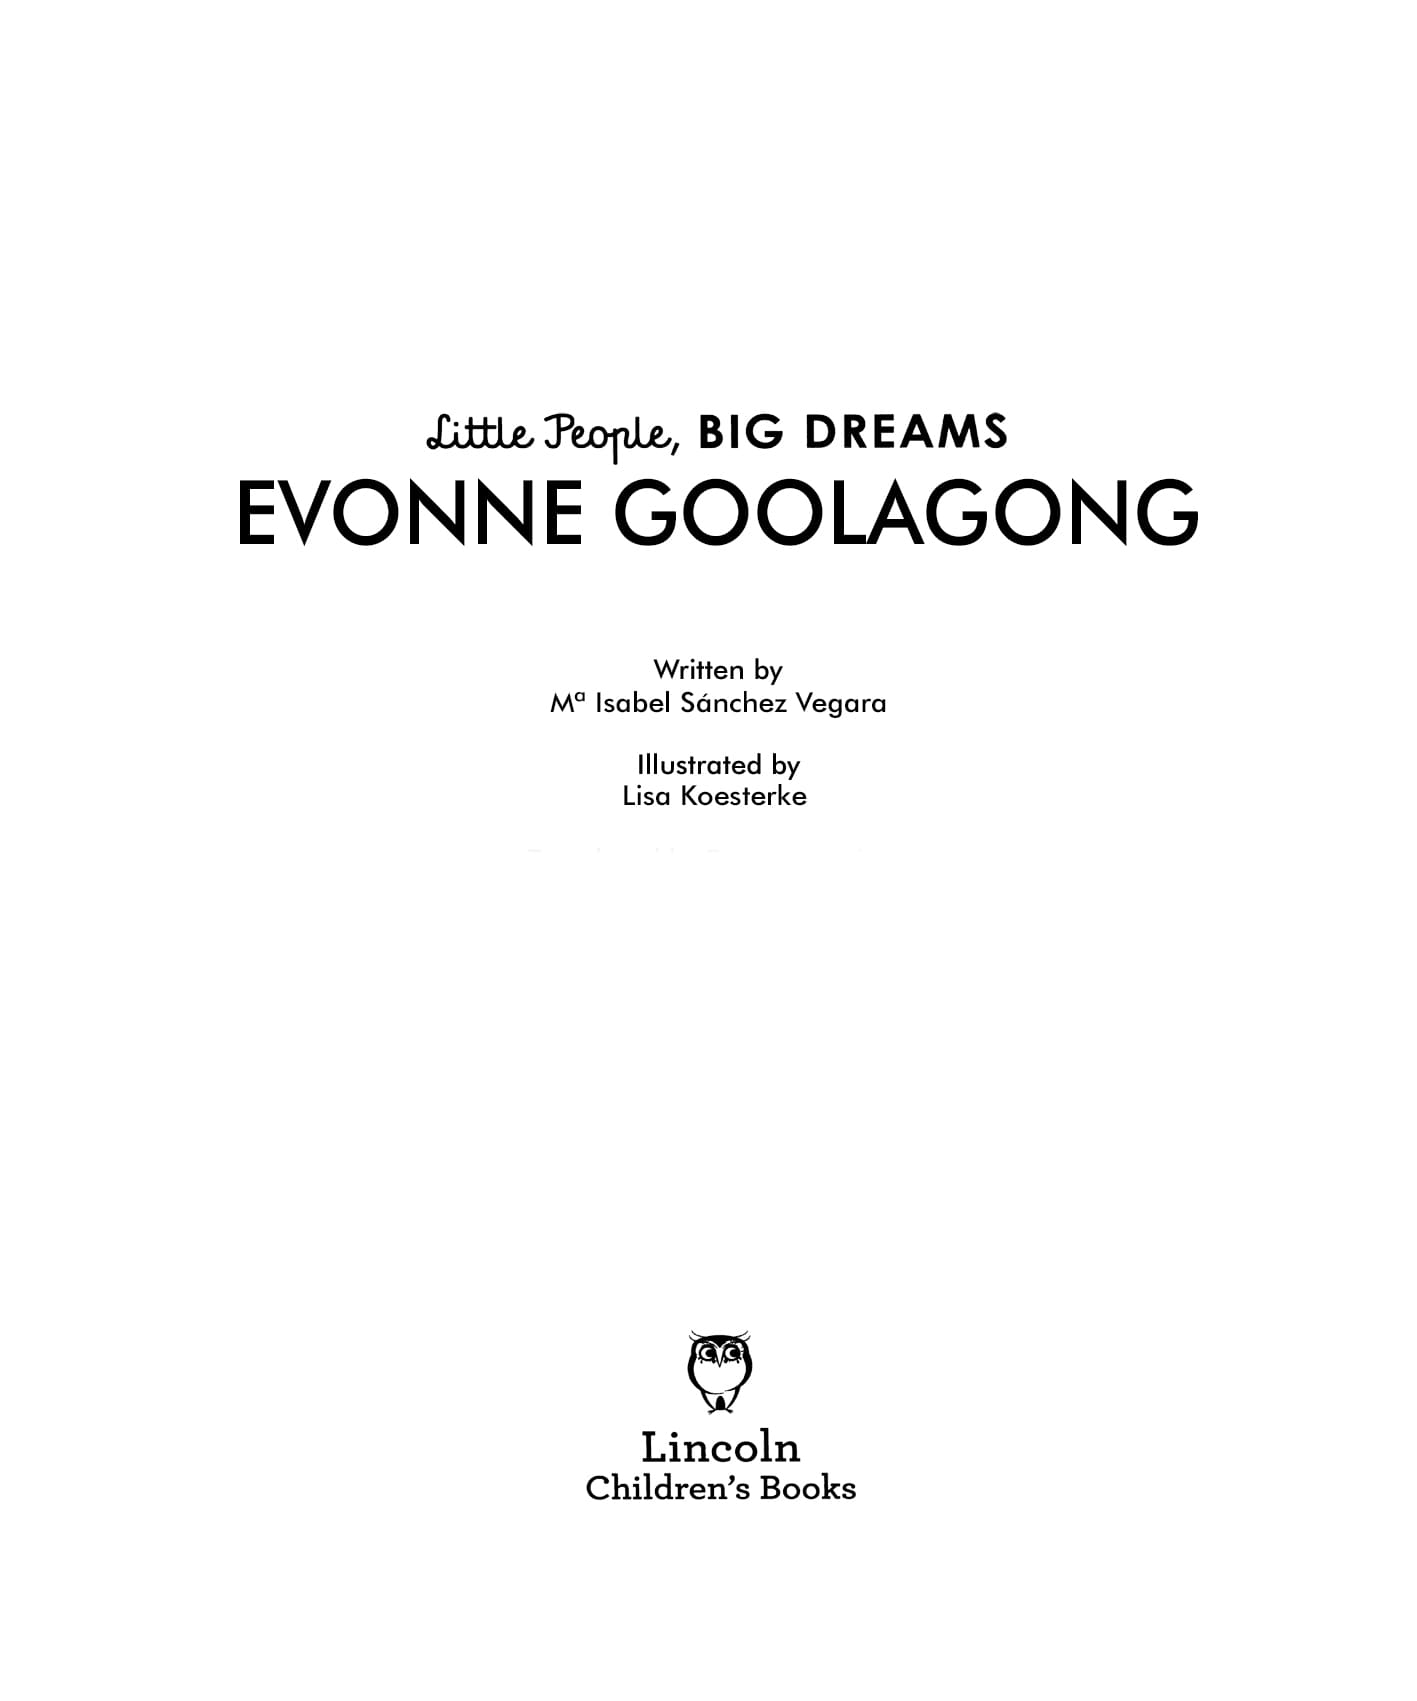 Little People, BIG DREAMS
EVONNE GOOLAGONG
Written by
Mª Isabel Sánchez Vegara
Illustrated by
Lisa Koesterke
Lincoln
Children’s Books